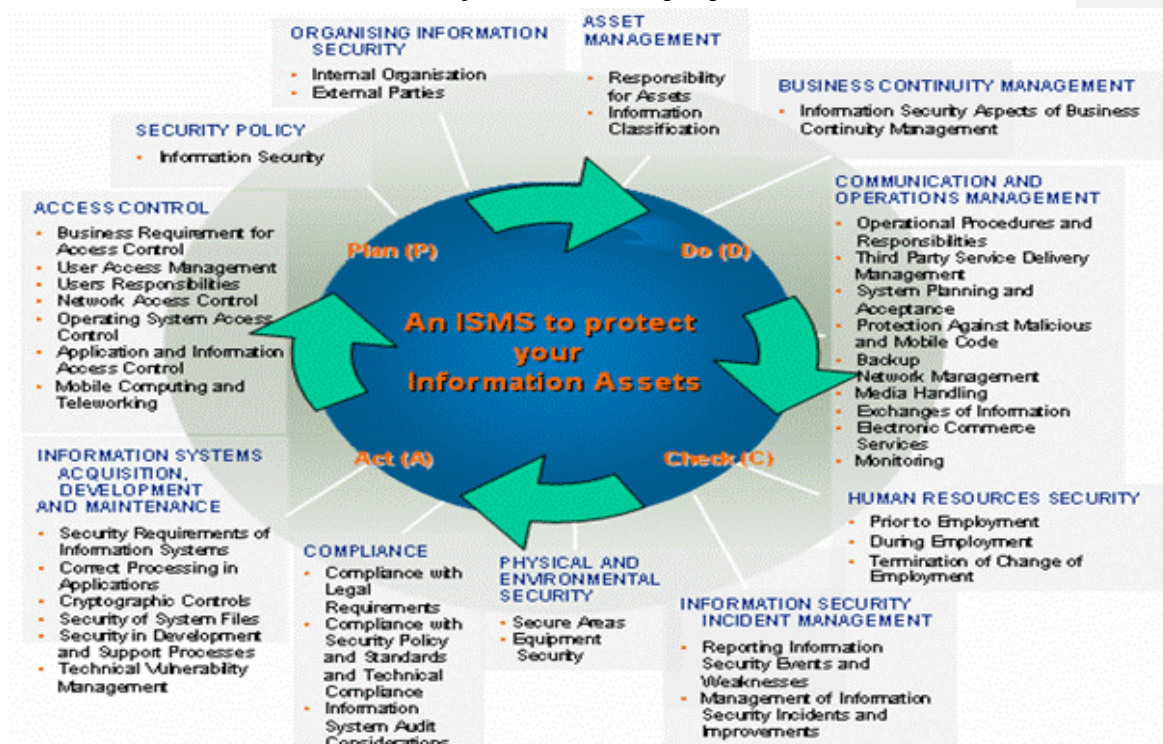 ORGANISING INFORMATION
SECURITY
• Internal Organisation
• External Parties
ASSET
MANAGEMENT
• Responsibility
for Assets
• Information
Classification
BUSINESS CONTINUITY MANAGEMENT
• Information Security Aspects of Business
Continuity Management
SECURITY POLICY
• Information Security
ACCESS CONTROL
• Business Requirement for
Access Control
• User Access Management
• Users Responsibilities
• Network Access Control
• Operating System Access
Control
• Application and Information
Access Control
• Mobile Computing and
Teleworking
COMMUNICATION AND
OPERATIONS MANAGEMENT
• Operational Procedures and
Responsibilities
• Third Party Service Delivery
Management
• System Planning and
Acceptance
• Protection Against Malicious
and Mobile Code
• Backup
• Network Management
• Media Handling
• Exchanges of Information
• Electronic Commerce
Services
• Monitoring
Plan (P)
Do (D)
An ISMS to protect
your
Information Assets
Act (A)
Check (C)
INFORMATION SYSTEMS
ACQUISITION,
DEVELOPMENT
AND MAINTENANCE
• Security Requirements of
Information Systems
• Correct Processing in
Applications
• Cryptographic Controls
• Security of System Files
• Security in Development
and Support Processes
• Technical Vulnerability
Management
COMPLIANCE
• Compliance with
Legal
Requirements
• Compliance with
Security Policy
and Standards
and Technical
Compliance
• Information
System Audit
Considerations
PHYSICAL AND
ENVIRONMENTAL
SECURITY
• Secure Areas
• Equipment
Security
HUMAN RESOURCES SECURITY
• Prior to Employment
• During Employment
• Termination of Change of
Employment
INFORMATION SECURITY
INCIDENT MANAGEMENT
• Reporting Information
Security Events and
Weaknesses
• Management of Information
Security Incidents and
Improvements